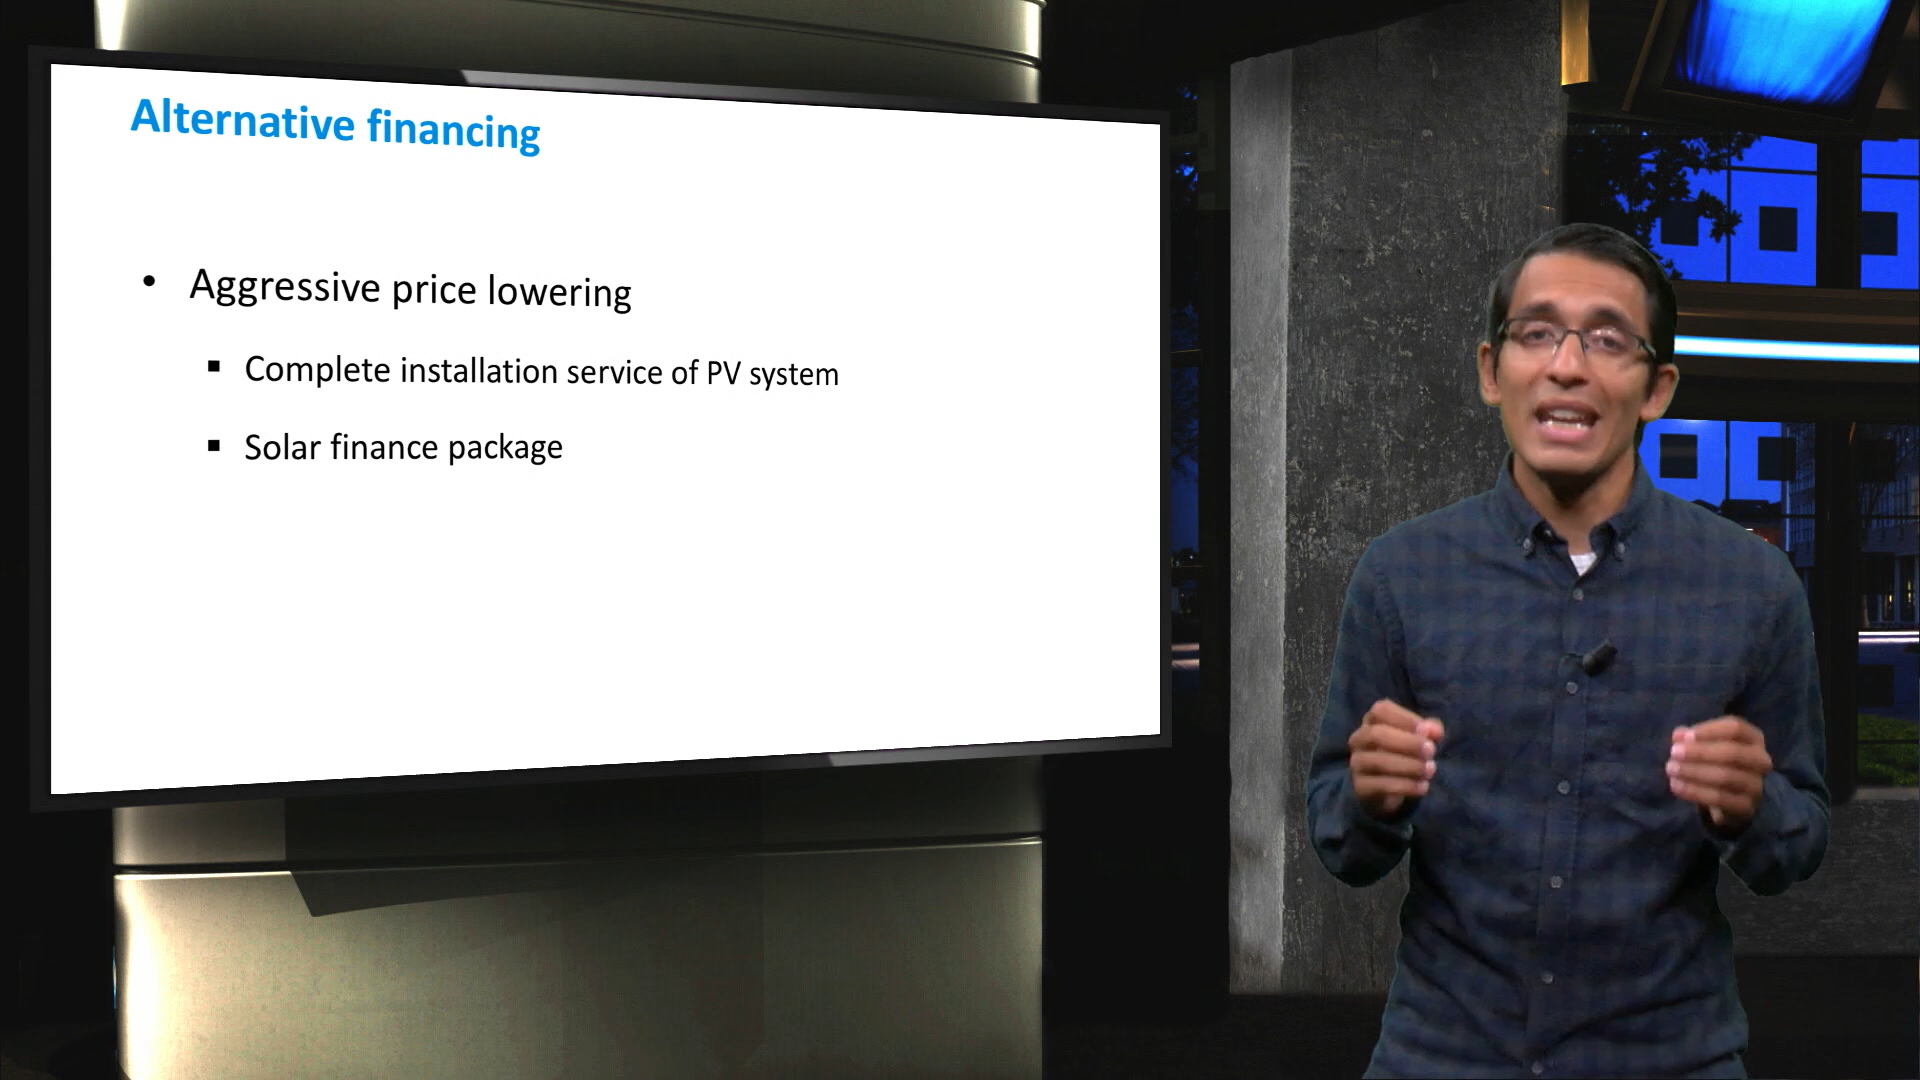 Alternative financing
• Aggressive price lowering
▪ Complete installation service of PV system
▪ Solar finance package